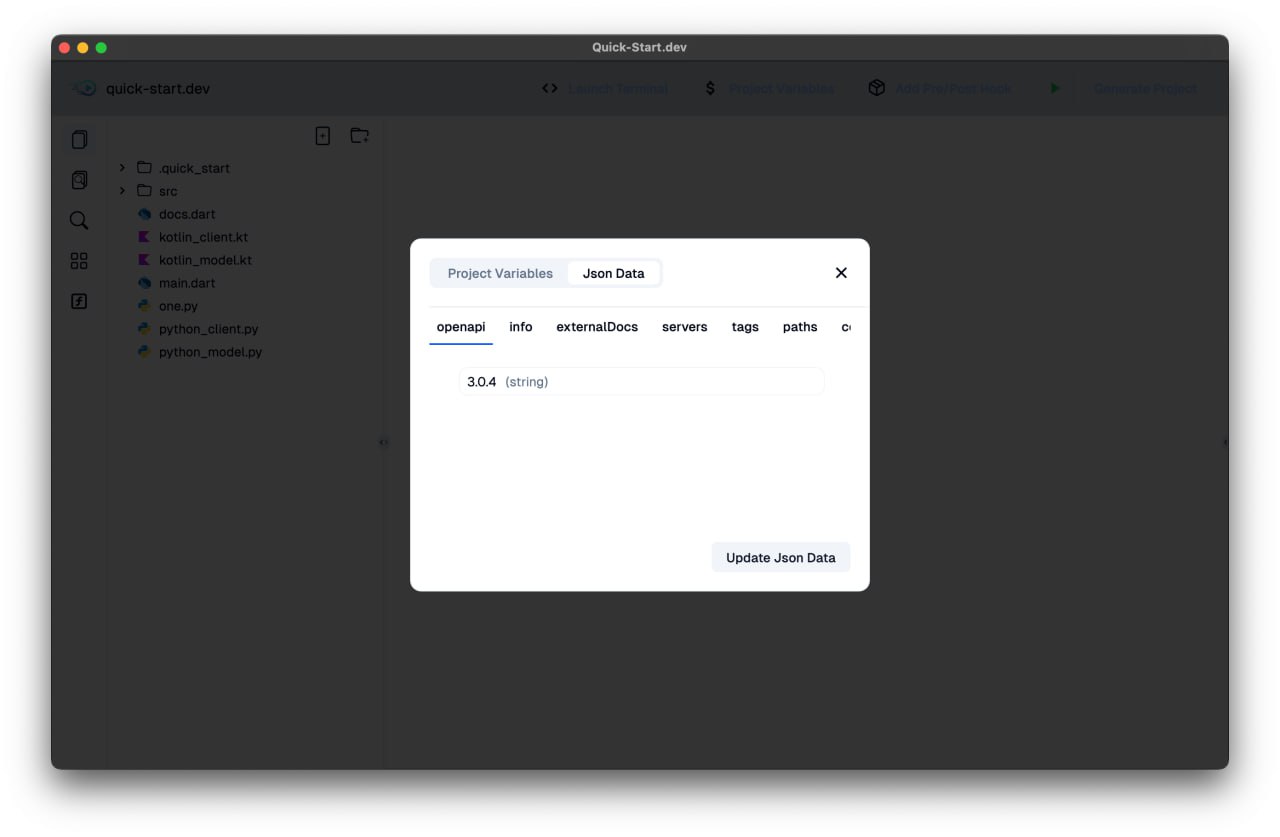 Quick-Start.dev
quick-start.dev
Launch Terminal
$ Project Variables
Add Pre/Post Hook
Generate Project
.quick_start
src
docs.dart
kotlin_client.kt
kotlin_model.kt
main.dart
one.py
python_client.py
python_model.py
Project Variables
Json Data
openapi info externalDocs servers tags paths
3.0.4 (string)
Update Json Data